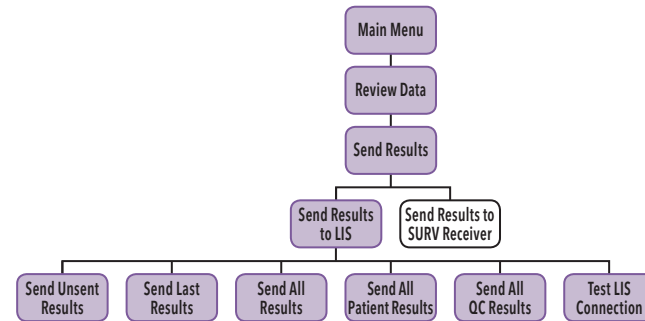 Main Menu
Review Data
Send Results
Send Results
to LIS
Send Results to
SURV Receiver
Send Unsent
Results
Send Last
Results
Send All
Results
Send All
Patient Results
Send All
QC Results
Test LIS
Connection